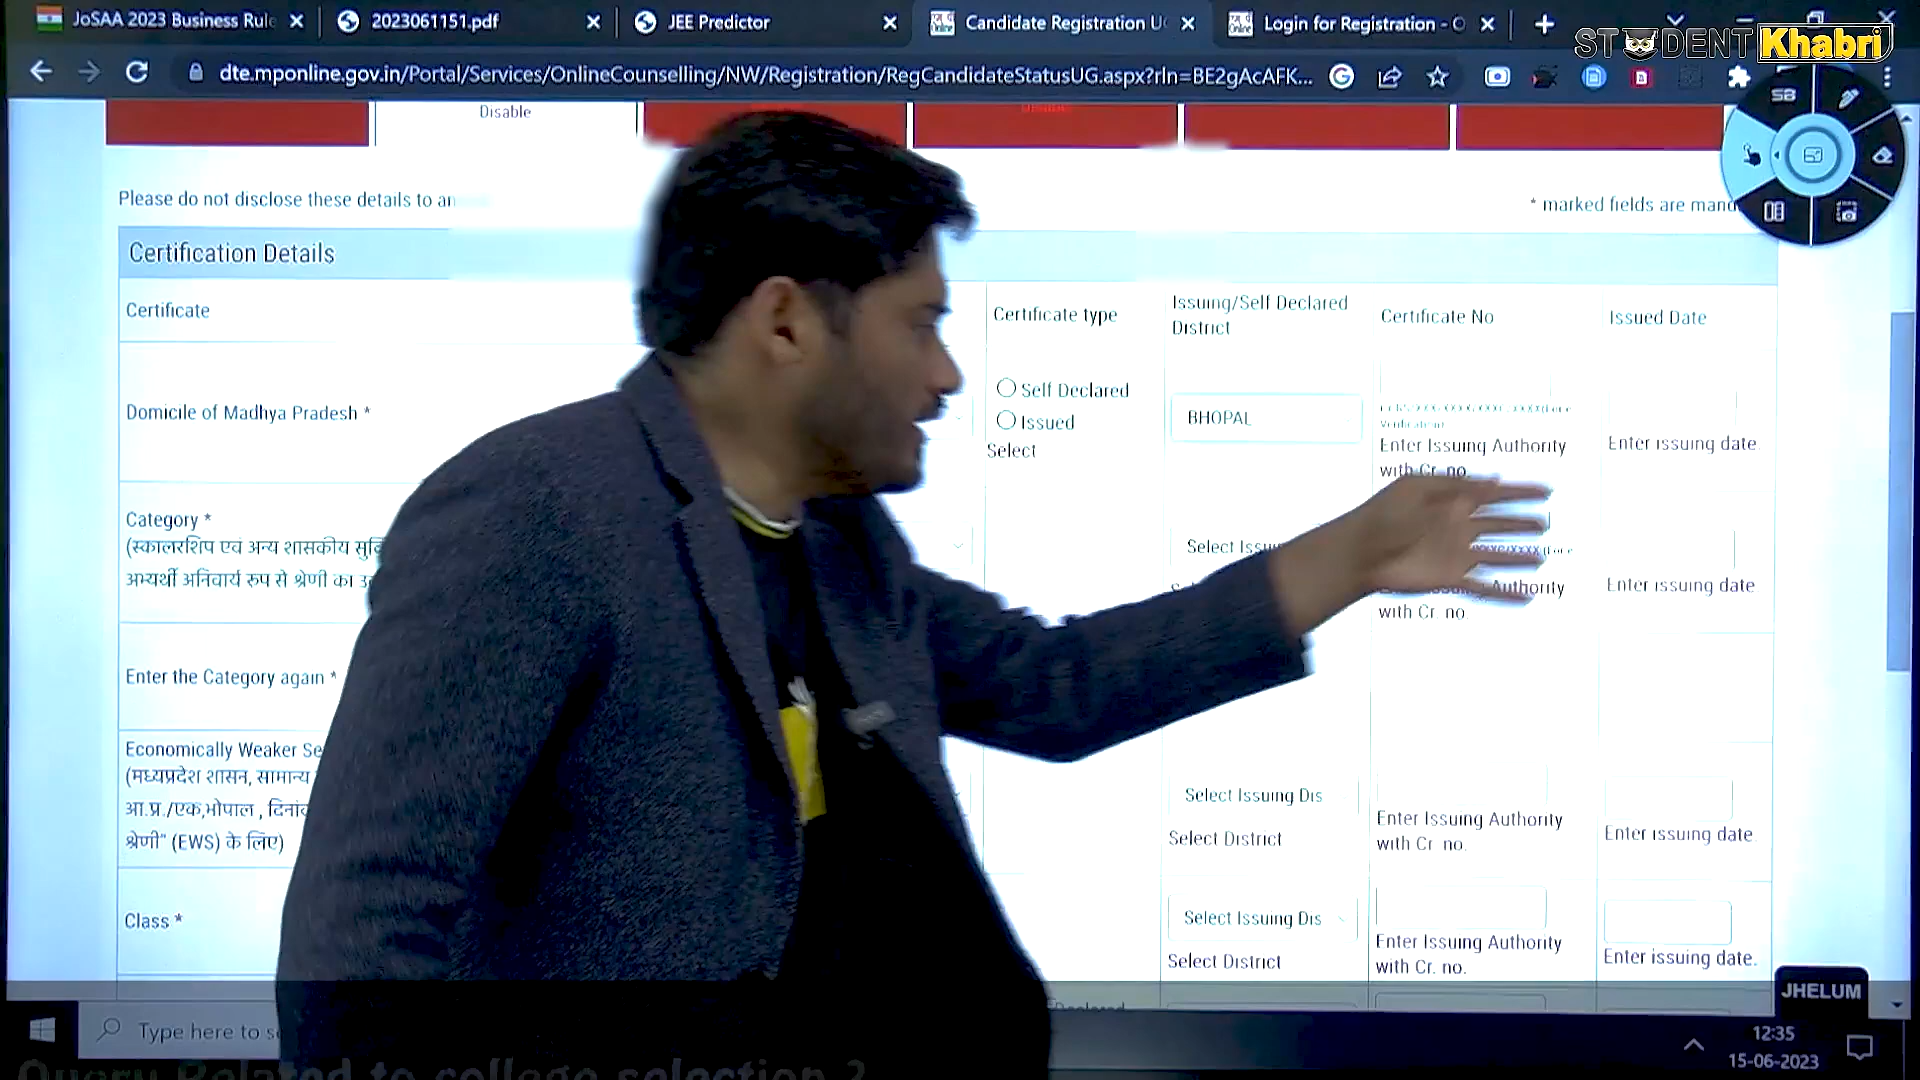 JoSAA 2023 Business Rule
2023061151.pdf
JEE Predictor
Candidate Registration U
Login for Registration -
STUDENT Khabri
dte.mponline.gov.in/Portal/Services/OnlineCounselling/NW/Registration/RegCandidateStatusUG.aspx?rln=BE2gAcAFK...
SB
Disable
Please do not disclose these details to an
* marked fields are mand
Certification Details
Certificate
Certificate type
Issuing/Self Declared
District
Certificate No
Issued Date
Domicile of Madhya Pradesh *
Self Declared
Issued
Select
BHOPAL
Enter Issuing Authority
with Cr. no.
Enter issuing date
Category *
(स्कालरशिप एवं अन्य शासकीय
अभ्यर्थी अनिवार्य रुप से श्रेणी का
Select
Authority
with Cr. no
Enter issuing date
Enter the Category again *
Economically Weaker Se
(मध्यप्रदेश शासन, सामान्य
आ.प्र./एक,भोपाल , दिनांक
श्रेणी" (EWS) के लिए)
Select Issuing Dis
Select District
Enter Issuing Authority
with Cr. no.
Enter issuing date.
Class *
Select Issuing Dis
Select District
Enter Issuing Authority
with Cr. no.
Enter issuing date.
JHELUM
Type here to s
12:35
15-06-2023
Query Related to college selection ?